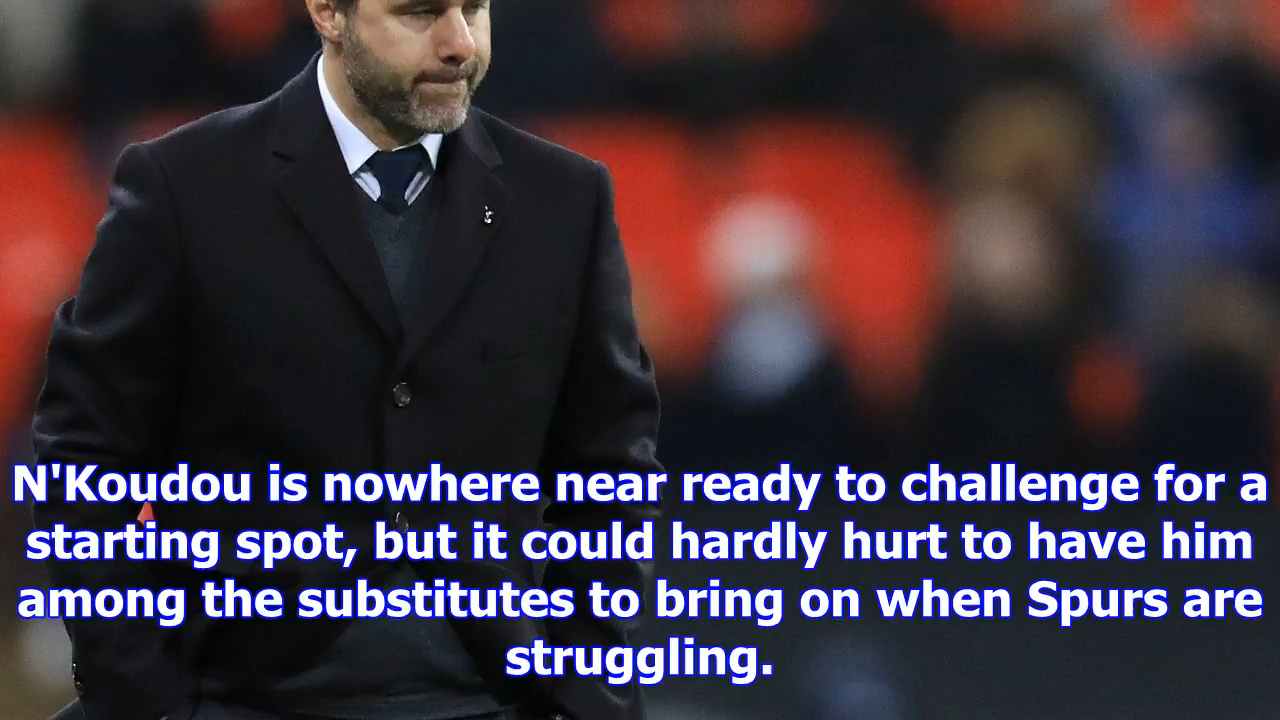 N'Koudou is nowhere near ready to challenge for a
starting spot, but it could hardly hurt to have him
among the substitutes to bring on when Spurs are
struggling.